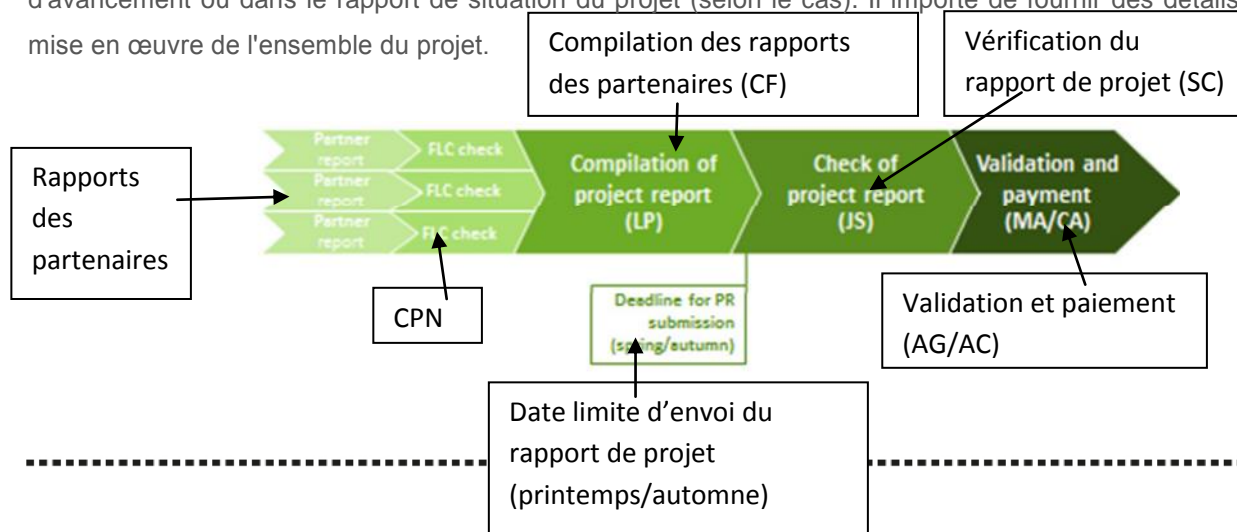 d'avancement ou dans le rapport de situation du projet (selon le cas). Il importe de fournir des détails
mise en œuvre de l'ensemble du projet.
Compilation des rapports
des partenaires (CF)
Vérification du
rapport de projet (SC)
Rapports
des
partenaires
Partner
report
FLC check
Partner
report
FLC check
Partner
report
FLC check
Compilation of
project report
(LP)
Check of
project report
(JS)
Validation and
payment
(MA/CA)
CPN
Deadline for PR
submission
(spring/autumn)
Validation et paiement
(AG/AC)
Date limite d’envoi du
rapport de projet
(printemps/automne)